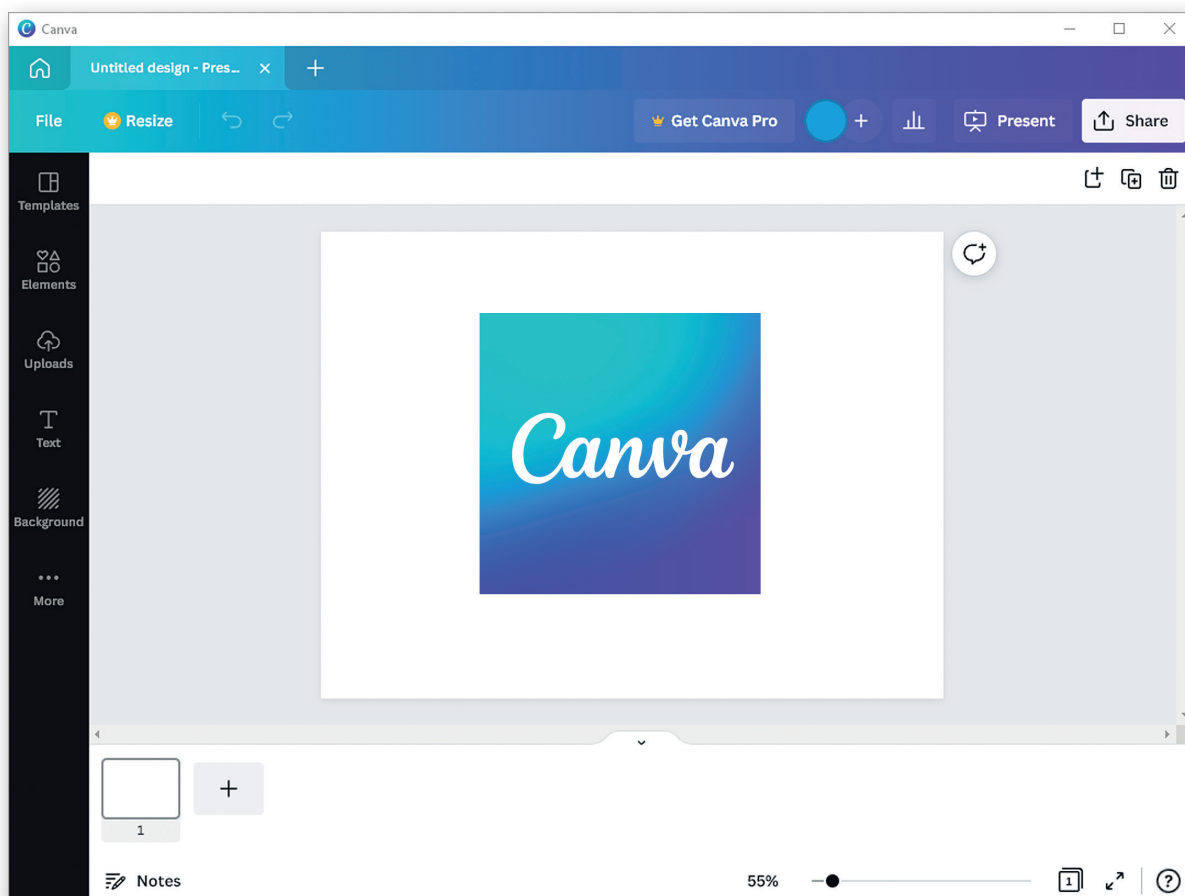 Canva
Untitled design - Pres...
File
Resize
Get Canva Pro
Present
Share
Templates
Elements
Uploads
Text
Background
More
Canva
1
Notes
55%
1